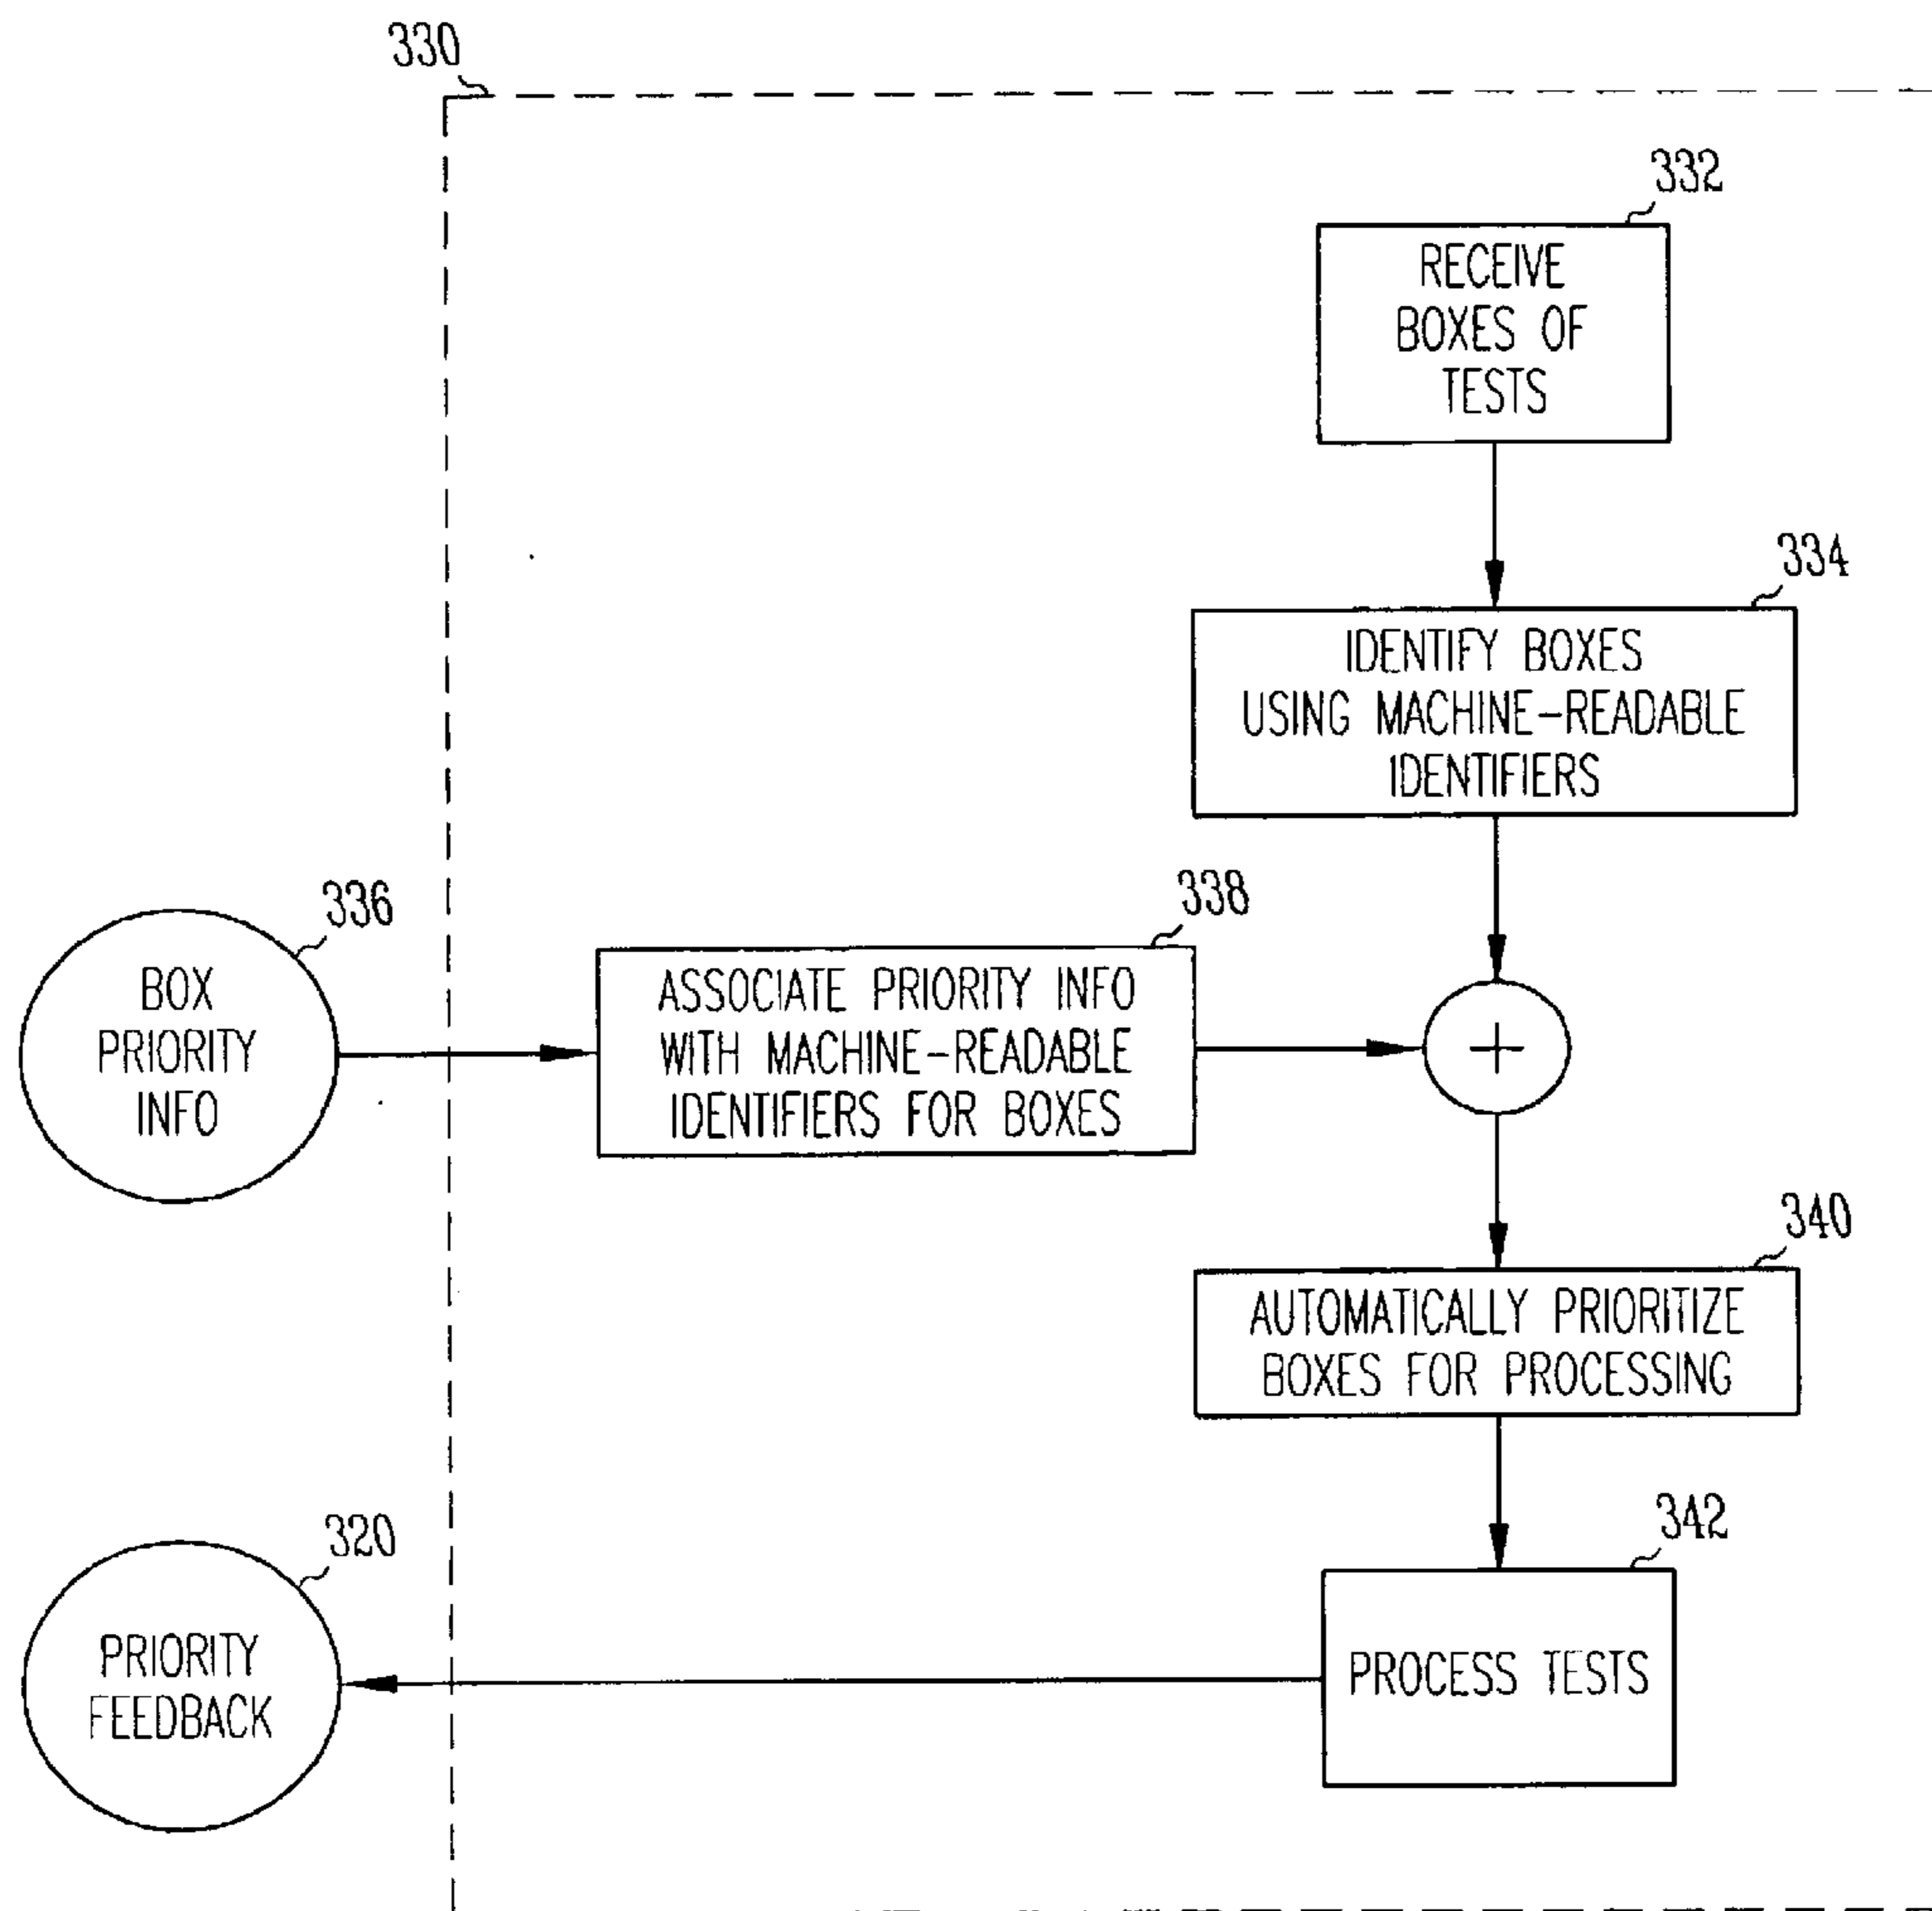 330
332
RECEIVE
BOXES OF
TESTS
334
IDENTIFY BOXES
USING MACHINE-READABLE
IDENTIFIERS
336
BOX
PRIORITY
INFO
338
ASSOCIATE PRIORITY INFO
WITH MACHINE-READABLE
IDENTIFIERS FOR BOXES
+
340
AUTOMATICALLY PRIORITIZE
BOXES FOR PROCESSING
342
PROCESS TESTS
320
PRIORITY
FEEDBACK